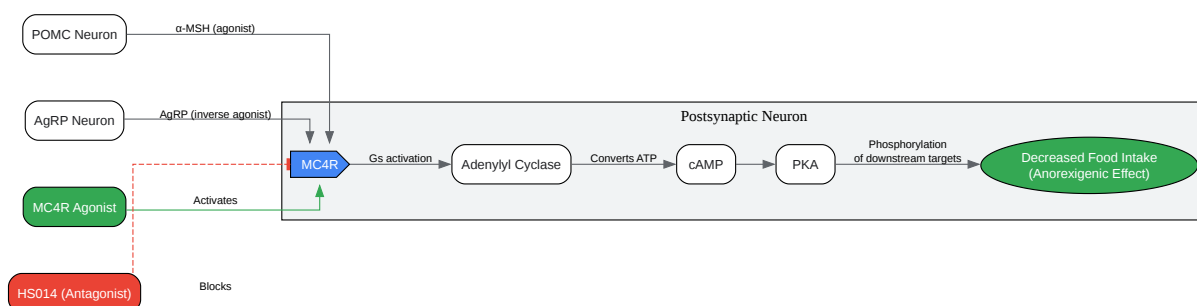 POMC Neuron
α-MSH (agonist)
Postsynaptic Neuron
AgRP Neuron
AgRP (inverse agonist)
MC4R
Gs activation
Adenylyl Cyclase
Converts ATP
cAMP
PKA
Phosphorylation
of downstream targets
Decreased Food Intake
(Anorexigenic Effect)
MC4R Agonist
Activates
HS014 (Antagonist)
Blocks